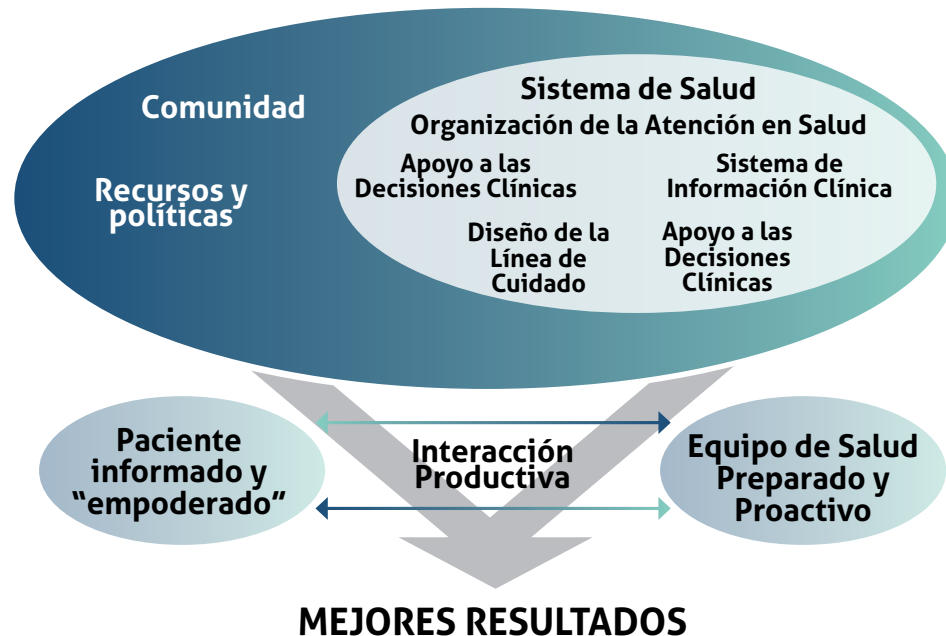 Comunidad
Recursos y
políticas
Sistema de Salud
Organización de la Atención en Salud
Apoyo a las
Decisiones Clínicas
Sistema de
Información Clínica
Diseño de la
Línea de
Cuidado
Apoyo a las
Decisiones
Clínicas
Paciente
informado y
“empoderado”
Interacción
Productiva
Equipo de Salud
Preparado y
Proactivo
MEJORES RESULTADOS